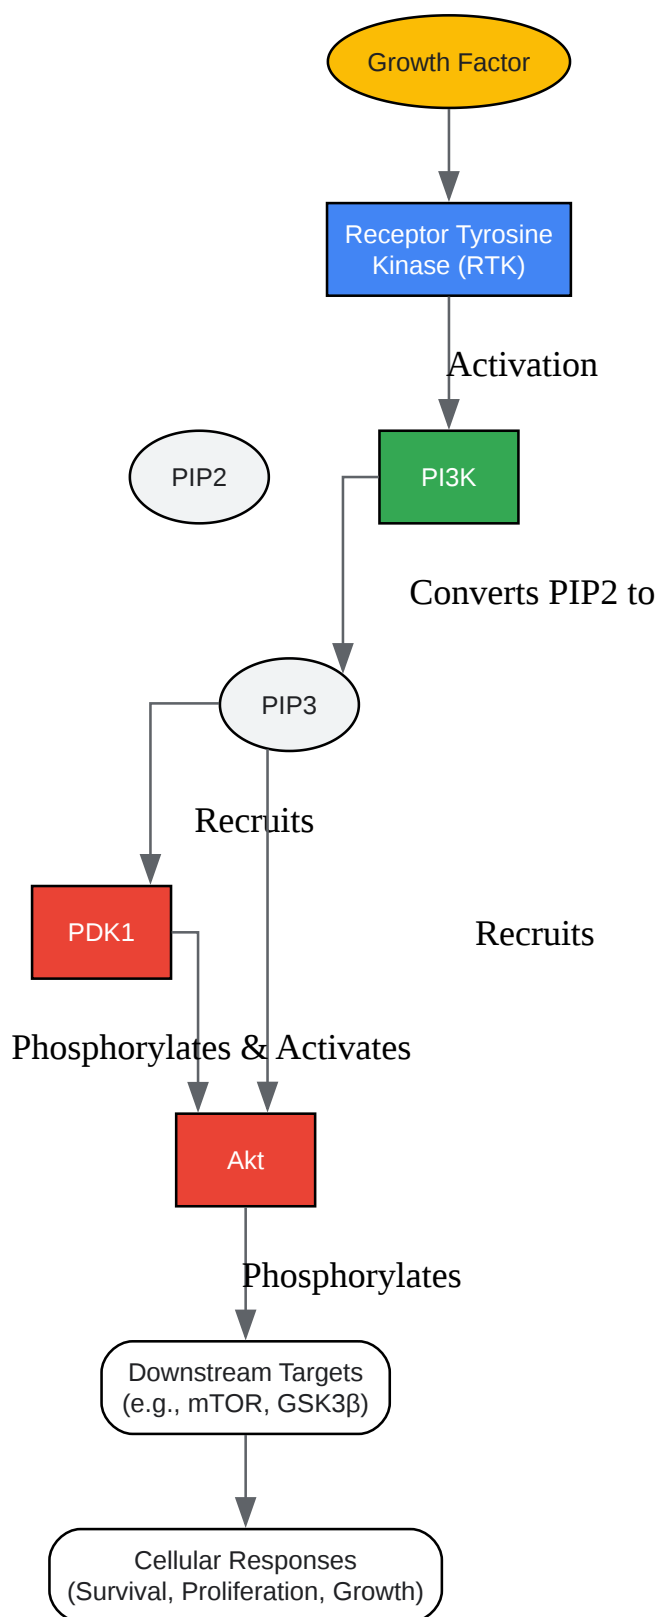 Growth Factor
Receptor Tyrosine
Kinase (RTK)
Activation
PIP2
PI3K
Converts PIP2 to
PIP3
Recruits
PDK1
Recruits
Phosphorylates & Activates
Akt
Phosphorylates
Downstream Targets
(e.g., mTOR, GSK3β)
Cellular Responses
(Survival, Proliferation, Growth)